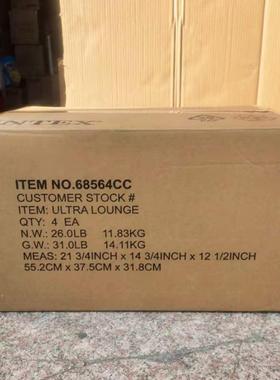 INTEX
ITEM NO.68564CC
CUSTOMER STOCK #
ITEM: ULTRA LOUNGE
QTY: 4 EA
N.W.: 26.0LB 11.83KG
G.W.: 31.0LB 14.11KG
MEAS: 21 3/4INCH x 14 3/4INCH x 12 1/2INCH
55.2CM x 37.5CM x 31.8CM